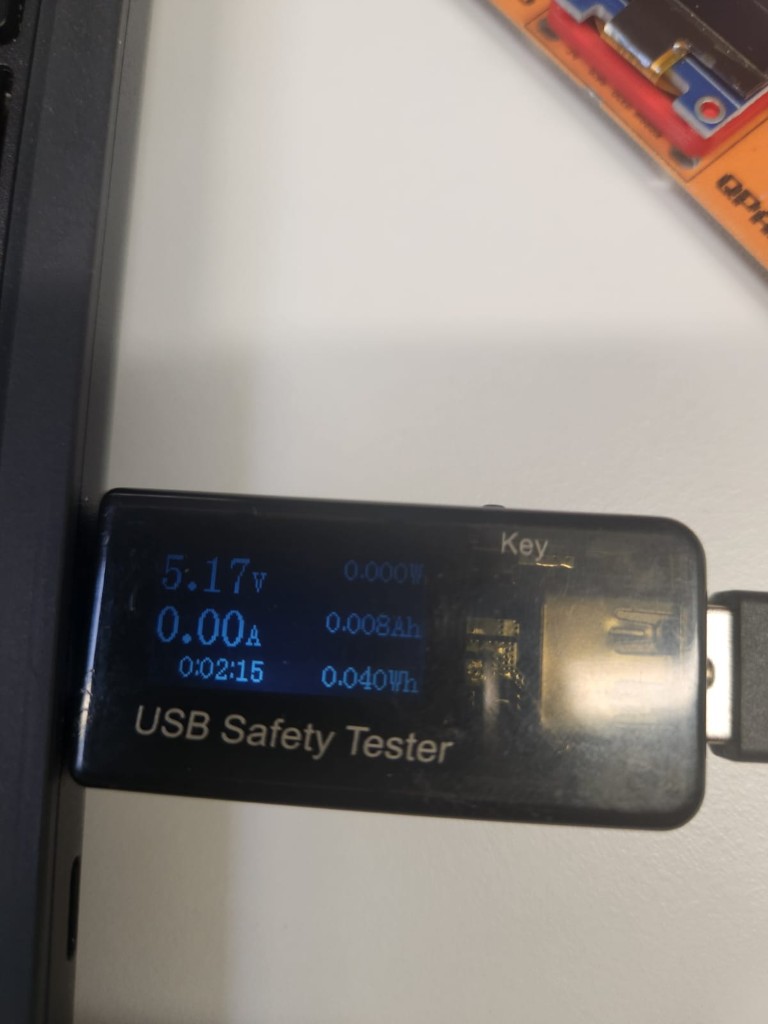 Key
5.17V 0.000W
0.00A 0.008Ah
0:02:15 0.040Wh
USB Safety Tester